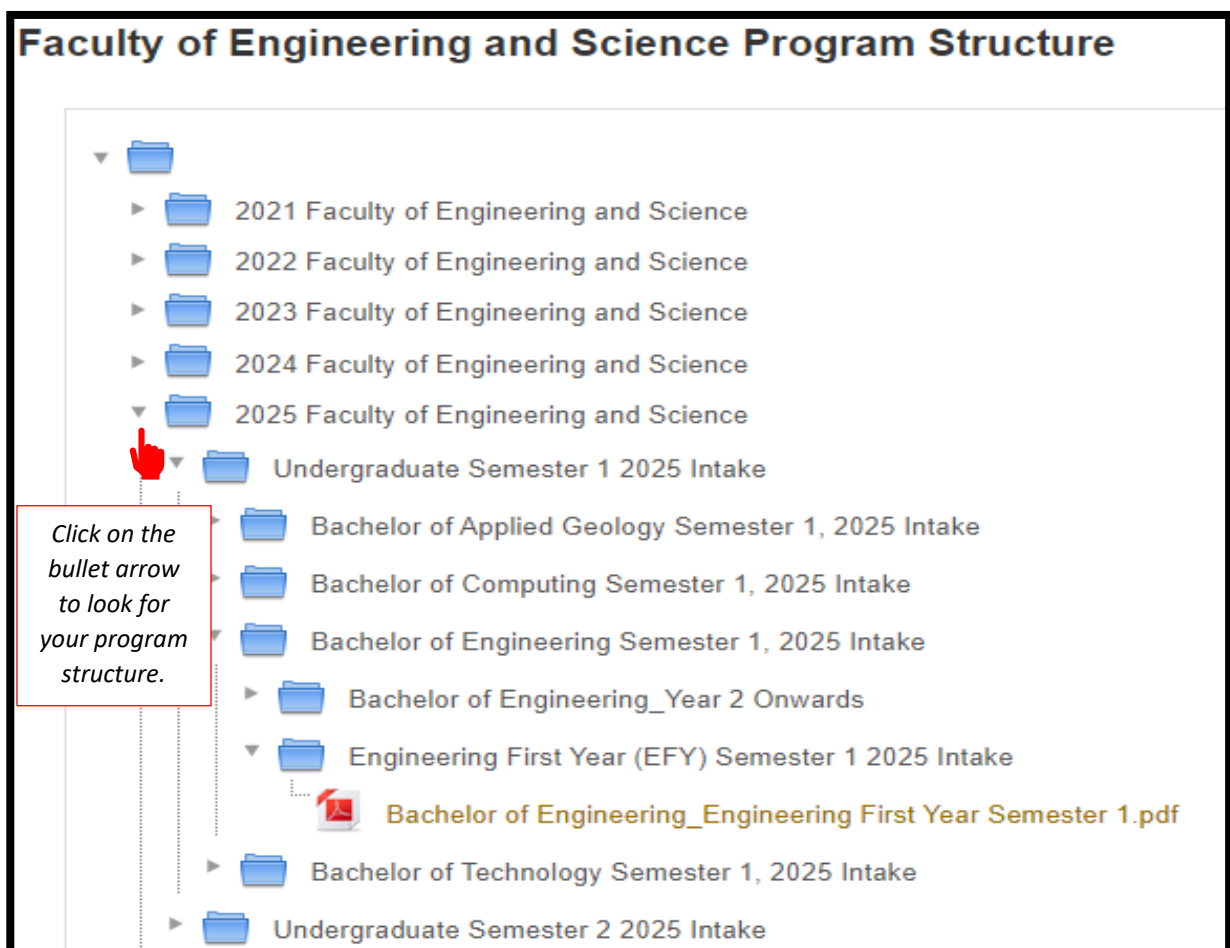 Faculty of Engineering and Science Program Structure
2021 Faculty of Engineering and Science
2022 Faculty of Engineering and Science
2023 Faculty of Engineering and Science
2024 Faculty of Engineering and Science
2025 Faculty of Engineering and Science
Undergraduate Semester 1 2025 Intake
Bachelor of Applied Geology Semester 1, 2025 Intake
Bachelor of Computing Semester 1, 2025 Intake
Bachelor of Engineering Semester 1, 2025 Intake
Bachelor of Engineering_Year 2 Onwards
Engineering First Year (EFY) Semester 1 2025 Intake
Bachelor of Engineering_Engineering First Year Semester 1.pdf
Bachelor of Technology Semester 1, 2025 Intake
Undergraduate Semester 2 2025 Intake
Click on the
bullet arrow
to look for
your program
structure.